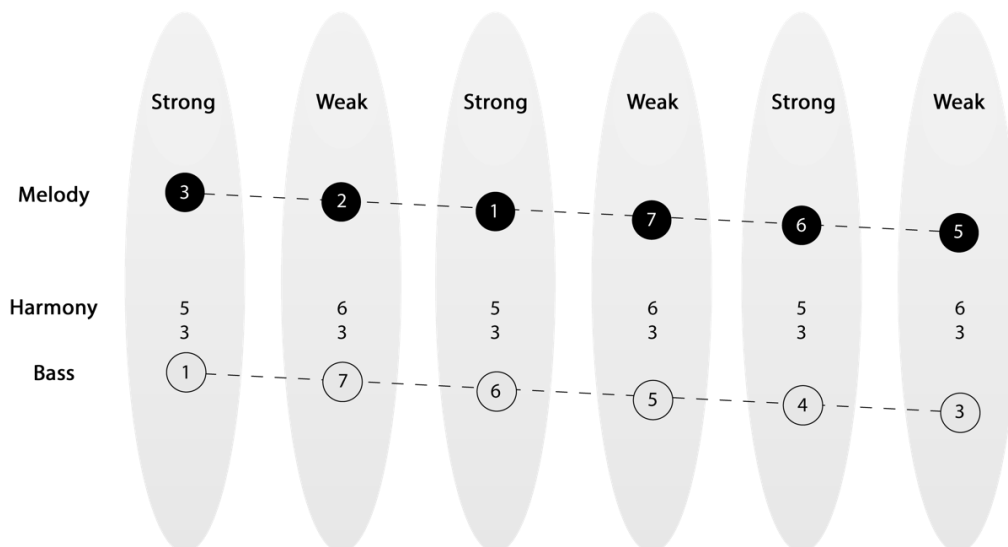 Strong Weak Strong Weak Strong Weak
Melody 3 2 1 7 6 5
Harmony 5 6 5 6 5 6
3 3 3 3 3 3
Bass 1 7 6 5 4 3